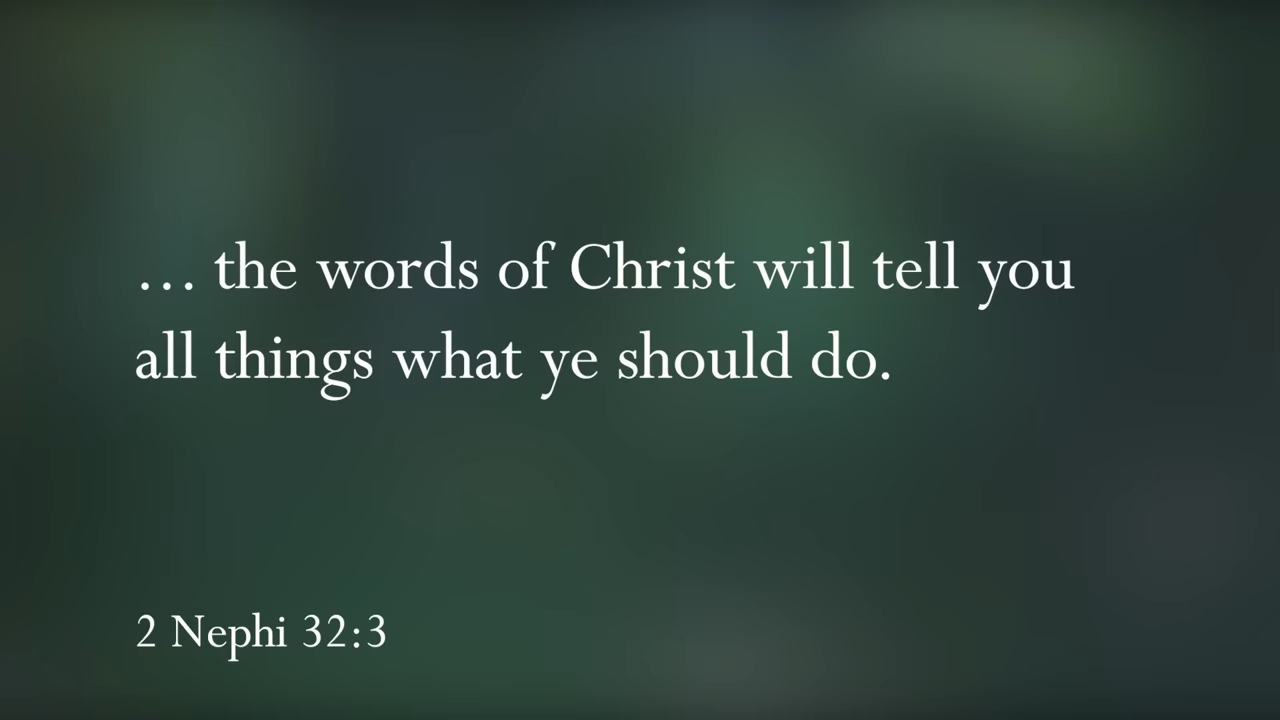 … the words of Christ will tell you
all things what ye should do.
2 Nephi 32:3